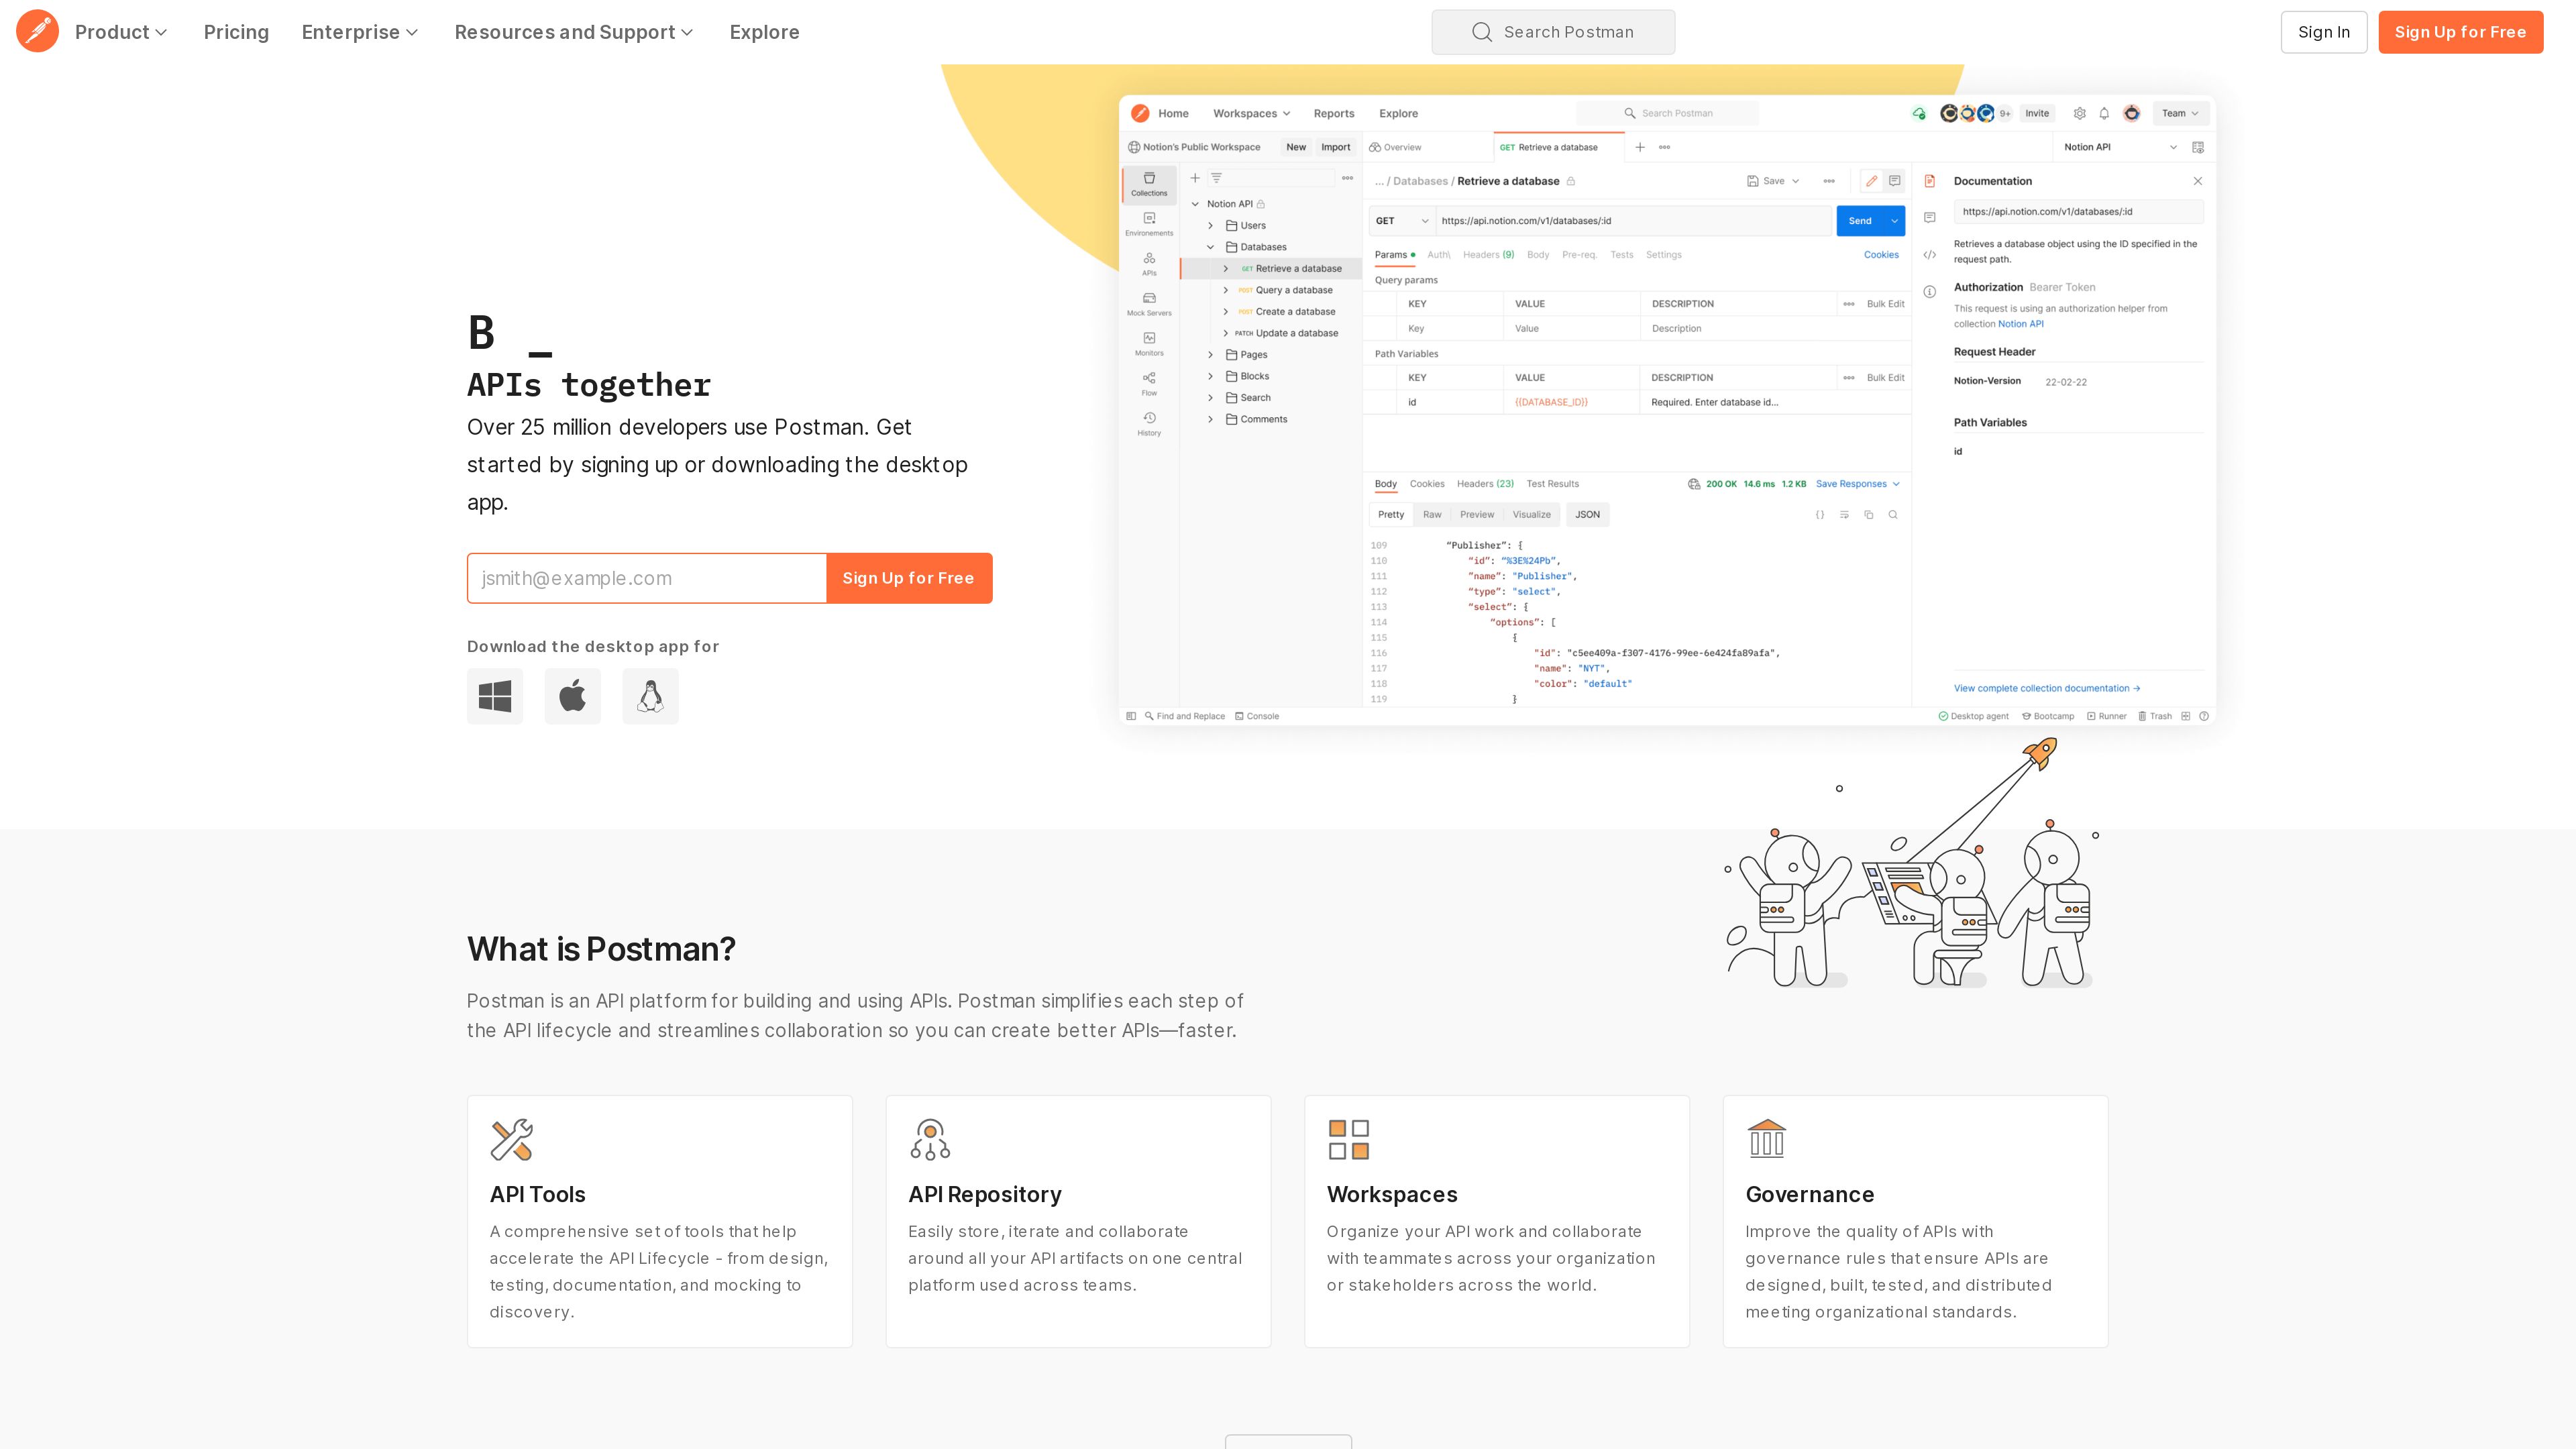 Product
Pricing
Enterprise
Resources and Support
Explore
Search Postman
Sign In
Sign Up for Free
B _
APIs together
Over 25 million developers use Postman. Get
started by signing up or downloading the desktop
app.
jsmith@example.com
Sign Up for Free
Download the desktop app for
Home
Workspaces
Reports
Explore
Search Postman
9+
Invite
Team
Notion's Public Workspace
New
Import
Overview
GET Retrieve a database
Notion API
Collections
Environements
APIs
Mock Servers
Monitors
Flow
History
Notion API
Users
Databases
GET Retrieve a database
POST Query a database
POST Create a database
PATCH Update a database
Pages
Blocks
Search
Comments
... / Databases / Retrieve a database
Save
GET
https://api.notion.com/v1/databases/:id
Send
Params
Auth\
Headers (9)
Body
Pre-req.
Tests
Settings
Cookies
Query params
KEY VALUE DESCRIPTION Bulk Edit
Key Value Description
Path Variables
KEY VALUE DESCRIPTION Bulk Edit
id {{DATABASE_ID}} Required. Enter database id...
Body
Cookies
Headers (23)
Test Results
200 OK 14.6 ms 1.2 KB Save Responses
Pretty
Raw
Preview
Visualize
JSON
109 “Publisher”: {
110 “id”: “%3E%24Pb”,
111 “name”: "Publisher",
112 “type”: "select",
113 “select”: {
114 “options”: [
115 {
116 "id": "c5ee409a-f307-4176-99ee-6e424fa89afa",
117 "name": "NYT",
118 "color": "default"
119 }
Documentation
https://api.notion.com/v1/databases/:id
Retrieves a database object using the ID specified in the
request path.
Authorization Bearer Token
This request is using an authorization helper from
collection Notion API
Request Header
Notion-Version 22-02-22
Path Variables
id
View complete collection documentation →
Find and Replace
Console
Desktop agent
Bootcamp
Runner
Trash
What is Postman?
Postman is an API platform for building and using APIs. Postman simplifies each step of
the API lifecycle and streamlines collaboration so you can create better APIs—faster.
API Tools
A comprehensive set of tools that help
accelerate the API Lifecycle - from design,
testing, documentation, and mocking to
discovery.
API Repository
Easily store, iterate and collaborate
around all your API artifacts on one central
platform used across teams.
Workspaces
Organize your API work and collaborate
with teammates across your organization
or stakeholders across the world.
Governance
Improve the quality of APIs with
governance rules that ensure APIs are
designed, built, tested, and distributed
meeting organizational standards.